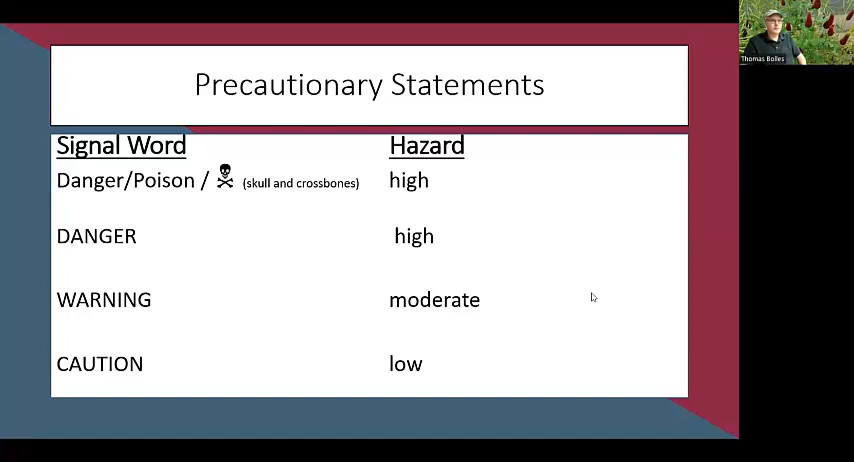 Precautionary Statements
Signal Word Hazard
Danger/Poison / (skull and crossbones) high
DANGER high
WARNING moderate
CAUTION low
Thomas Bolles